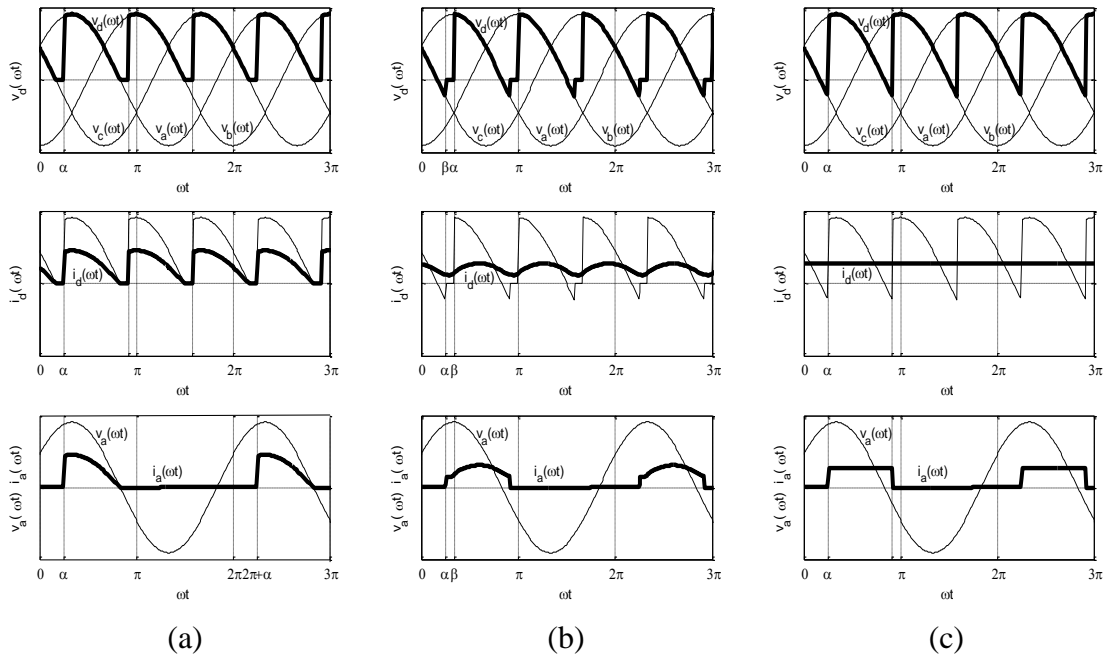 v_d(ωt) v_d(ωt) v_c(ωt) v_a(ωt) v_b(ωt)
0 α π 2π 3π
ωt
v_d(ωt) v_d(ωt) v_c(ωt) v_a(ωt) v_b(ωt)
0 βα π 2π 3π
ωt
v_d(ωt) v_d(ωt) v_c(ωt) v_a(ωt) v_b(ωt)
0 α π 2π 3π
ωt
i_d(ωt) i_d(ωt)
0 α π 2π 3π
ωt
i_d(ωt) i_d(ωt)
0 αβ π 2π 3π
ωt
i_d(ωt) i_d(ωt)
0 α π 2π 3π
ωt
v_a(ωt) i_a(ωt) v_a(ωt) i_a(ωt)
0 α π 2π 2π+α 3π
ωt
v_a(ωt) i_a(ωt) v_a(ωt) i_a(ωt)
0 αβ π 2π 3π
ωt
v_a(ωt) i_a(ωt) v_a(ωt) i_a(ωt)
0 α π 2π 3π
ωt
(a) (b) (c)